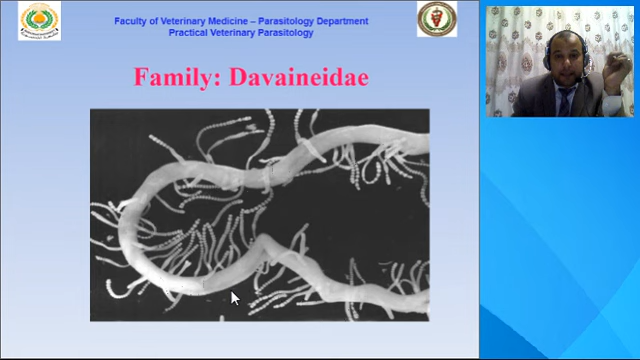 Faculty of Veterinary Medicine – Parasitology Department
Practical Veterinary Parasitology
Family: Davaineidae